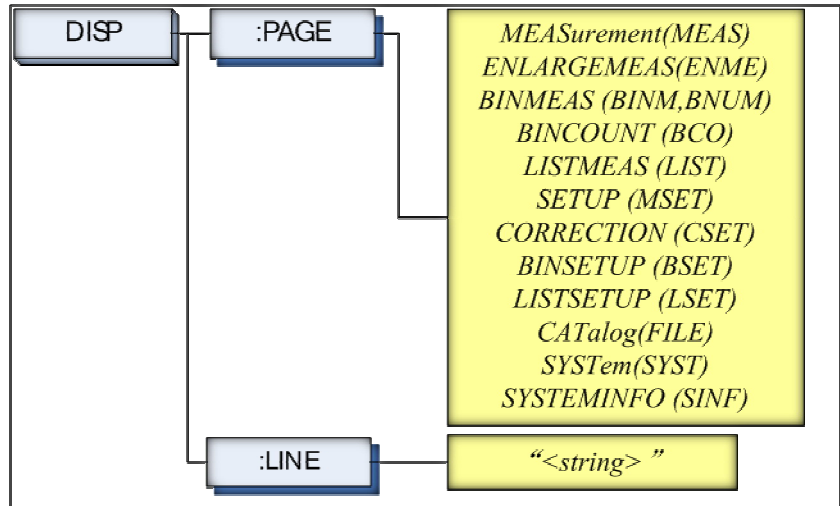 DISP
:PAGE
MEASurement(MEAS)
ENLARGEMEAS(ENME)
BINMEAS (BINM,BNUM)
BINCOUNT (BCO)
LISTMEAS (LIST)
SETUP (MSET)
CORRECTION (CSET)
BINSETUP (BSET)
LISTSETUP (LSET)
CATalog(FILE)
SYSTem(SYST)
SYSTEMINFO (SINF)
:LINE
“<string> ”